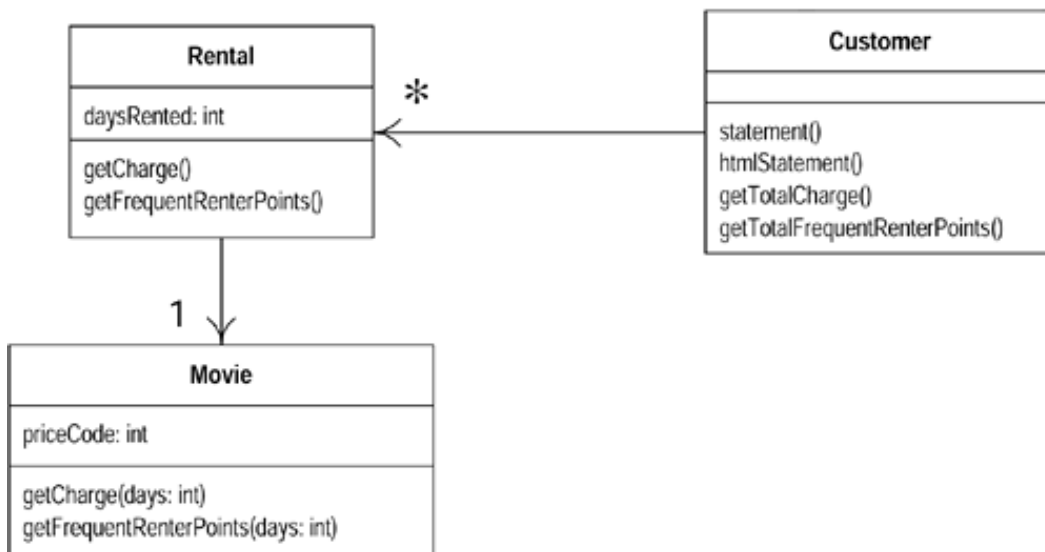 Rental
daysRented: int
getCharge()
getFrequentRenterPoints()
*
Customer
statement()
htmlStatement()
getTotalCharge()
getTotalFrequentRenterPoints()
1
Movie
priceCode: int
getCharge(days: int)
getFrequentRenterPoints(days: int)